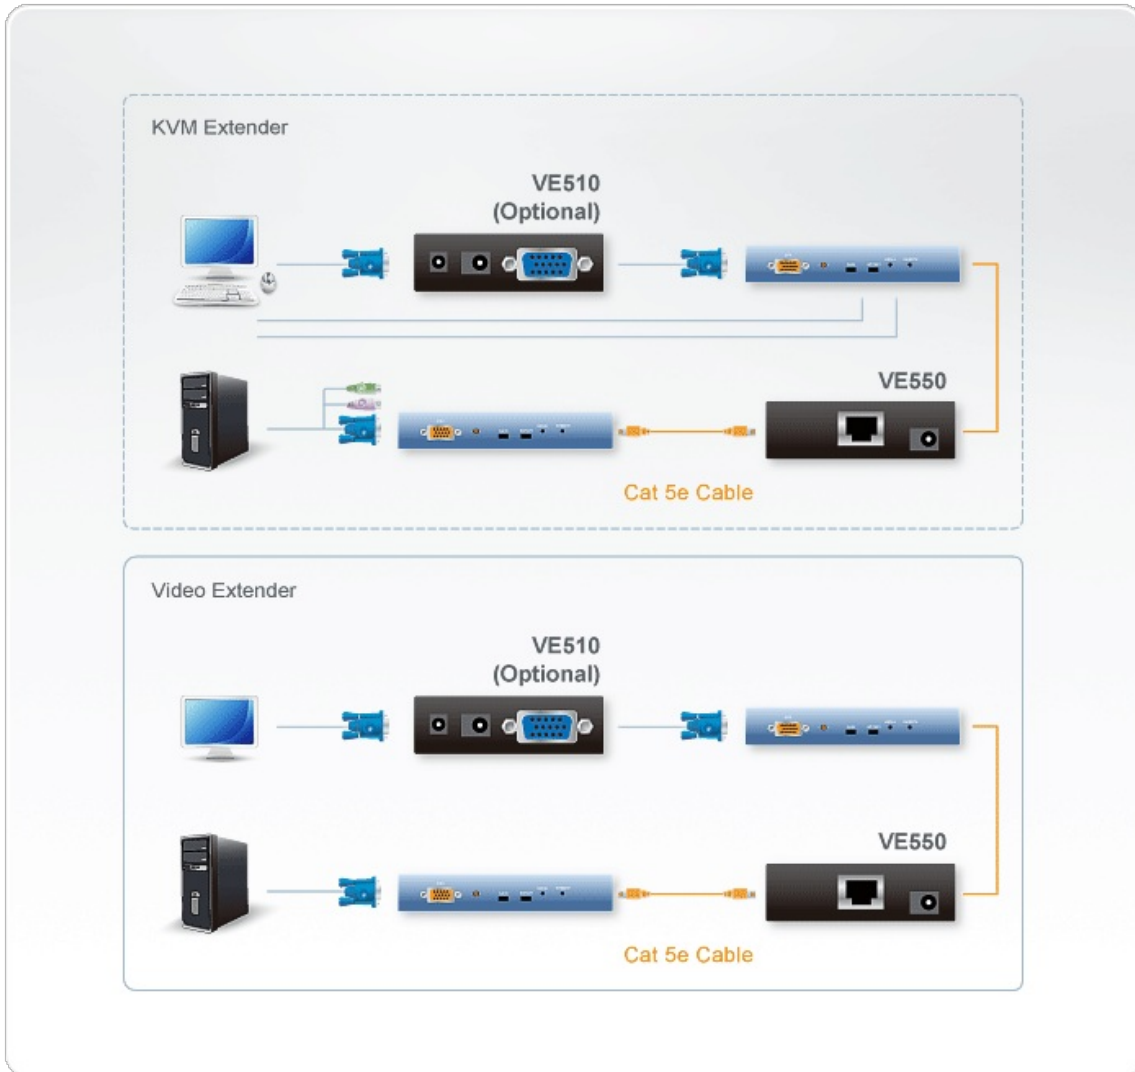 KVM Extender
VE510
(Optional)
VE550
Cat 5e Cable
Video Extender
VE510
(Optional)
VE550
Cat 5e Cable